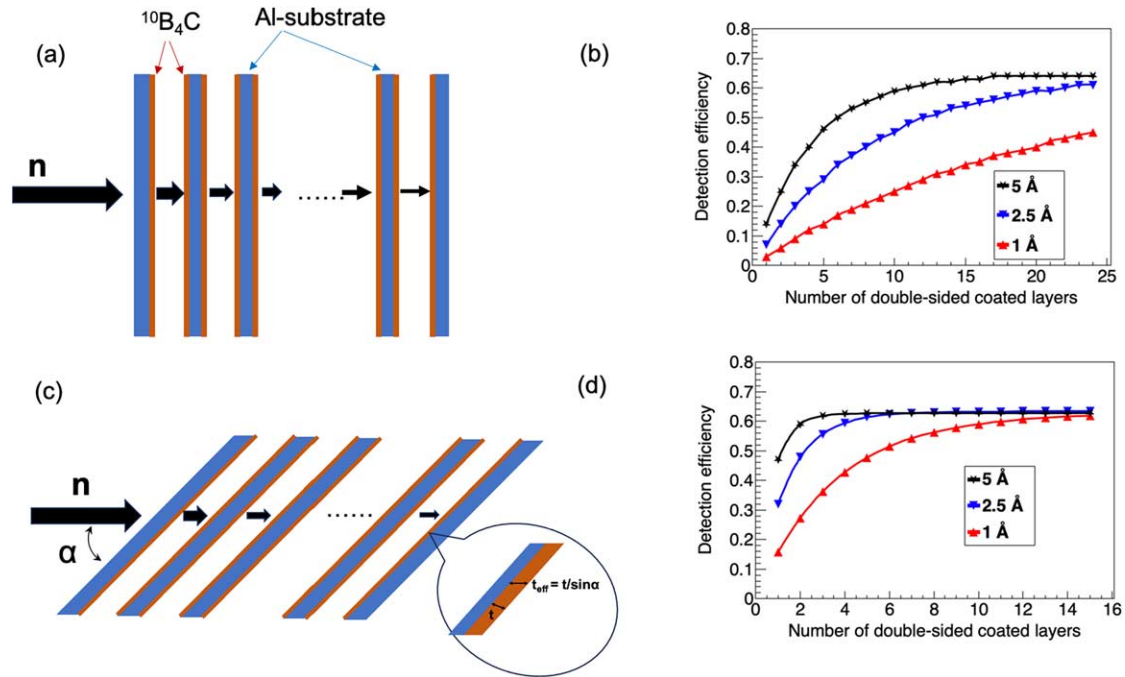 (a)
¹⁰B₄C
Al-substrate
n
......
(b)
Detection efficiency
0.8
0.7
0.6
0.5
0.4
0.3
0.2
0.1
0
5 Å
2.5 Å
1 Å
0 5 10 15 20 25
Number of double-sided coated layers
(c)
n
α
......
t_eff = t/sinα
t
(d)
Detection efficiency
0.8
0.7
0.6
0.5
0.4
0.3
0.2
0.1
0
5 Å
2.5 Å
1 Å
0 2 4 6 8 10 12 14 16
Number of double-sided coated layers